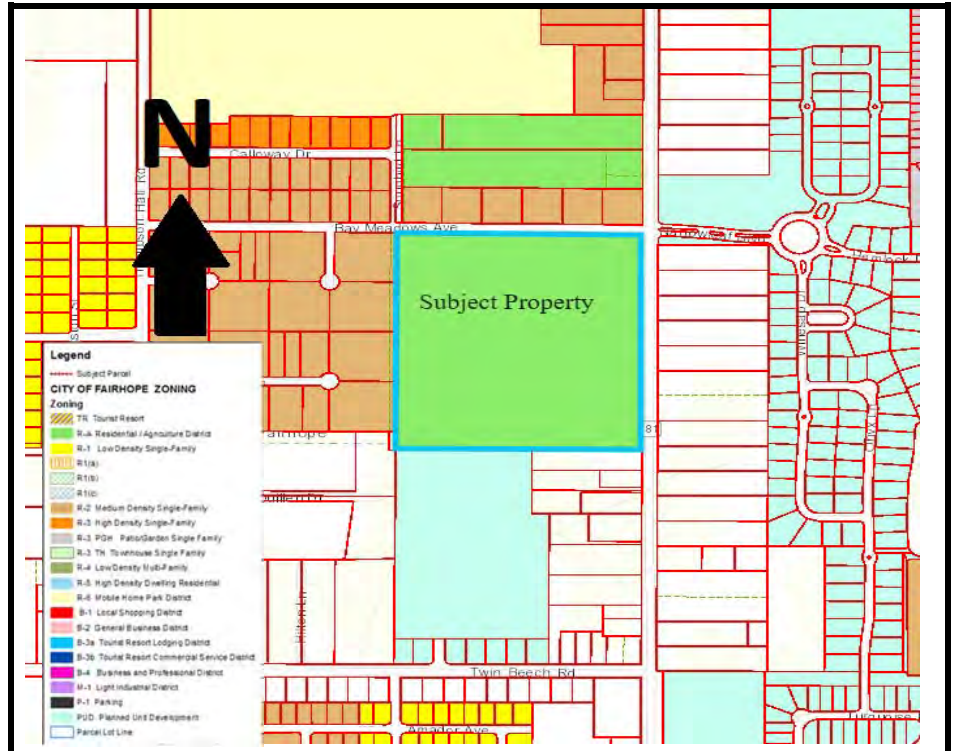 N
Calloway Dr
Bay Meadows Ave
Subject Property
81
Twin Beech Rd
Amador Ave
Onyx Ln
Legend
Subject Parcel
CITY OF FAIRHOPE ZONING
Zoning
TR Tourist Resort
R-A Residential / Agriculture District
R-1 Low Density Single-Family
R1(a)
R1(b)
R1(c)
R-2 Medium Density Single-Family
R-3 High Density Single-Family
R-3 PGH Patio/Garden Single Family
R-3 TH Townhouse Single Family
R-4 Low Density Multi-Family
R-5 High Density Dwelling Residential
R-6 Mobile Home Park District
B-1 Local Shopping District
B-2 General Business District
B-3a Tourist Resort Lodging District
B-3b Tourist Resort Commercial Service District
B-4 Business and Professional District
M-1 Light Industrial District
P-1 Parking
PUD Planned Unit Development
Parcel Lot Line